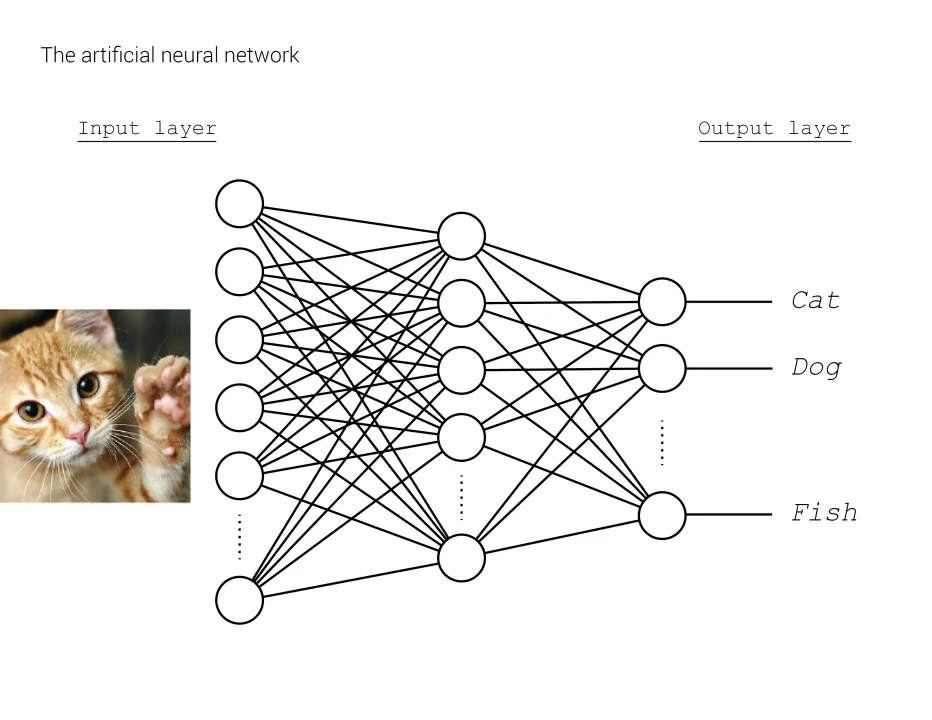 The artificial neural network
Input layer
Output layer
Cat
Dog
Fish